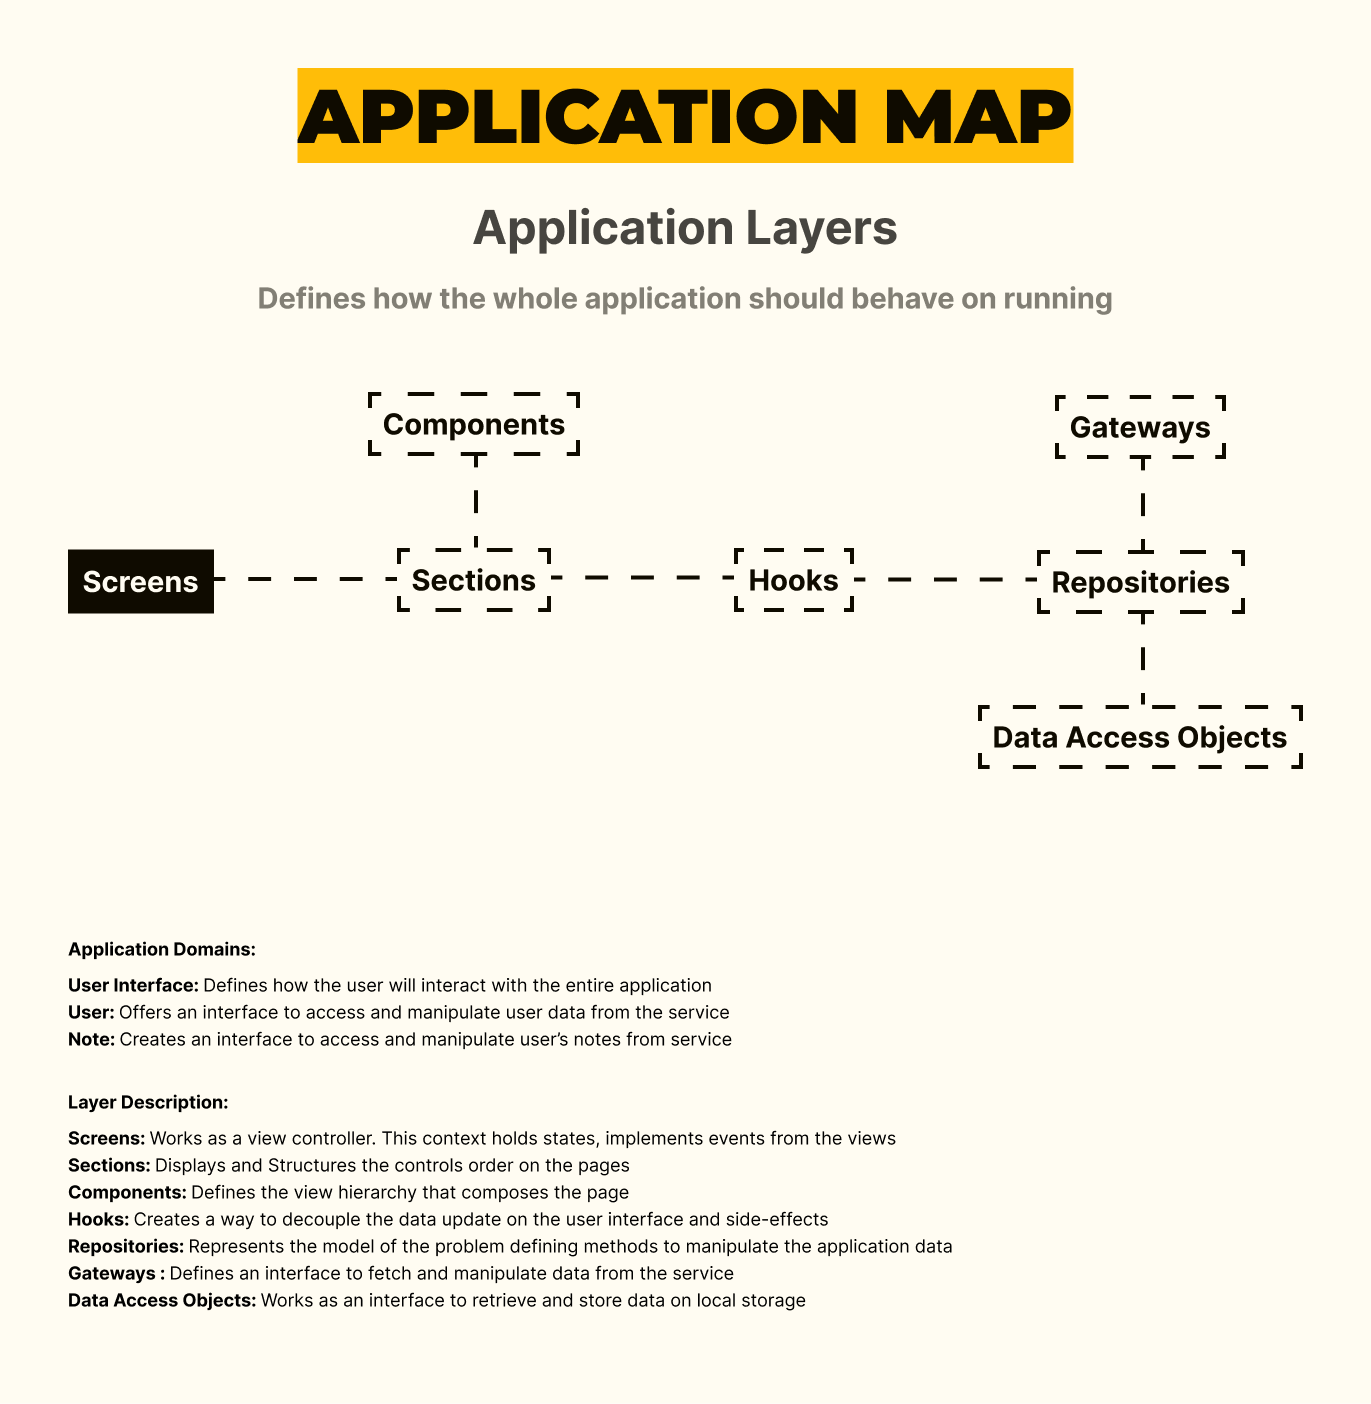 APPLICATION MAP
Application Layers
Defines how the whole application should behave on running
Components
Gateways
Screens
Sections
Hooks
Repositories
Data Access Objects
Application Domains:
User Interface: Defines how the user will interact with the entire application
User: Offers an interface to access and manipulate user data from the service
Note: Creates an interface to access and manipulate user’s notes from service
Layer Description:
Screens: Works as a view controller. This context holds states, implements events from the views
Sections: Displays and Structures the controls order on the pages
Components: Defines the view hierarchy that composes the page
Hooks: Creates a way to decouple the data update on the user interface and side-effects
Repositories: Represents the model of the problem defining methods to manipulate the application data
Gateways : Defines an interface to fetch and manipulate data from the service
Data Access Objects: Works as an interface to retrieve and store data on local storage